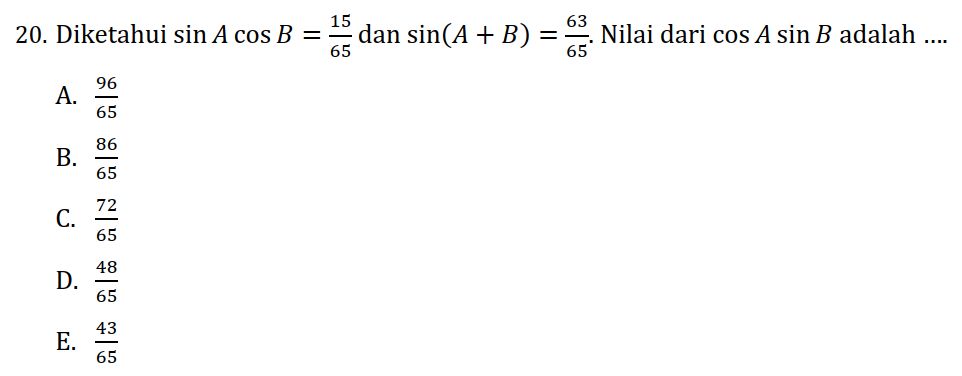 20. Diketahui sin A cos B = 15/65 dan sin(A + B) = 63/65. Nilai dari cos A sin B adalah ....
A. 96/65
B. 86/65
C. 72/65
D. 48/65
E. 43/65